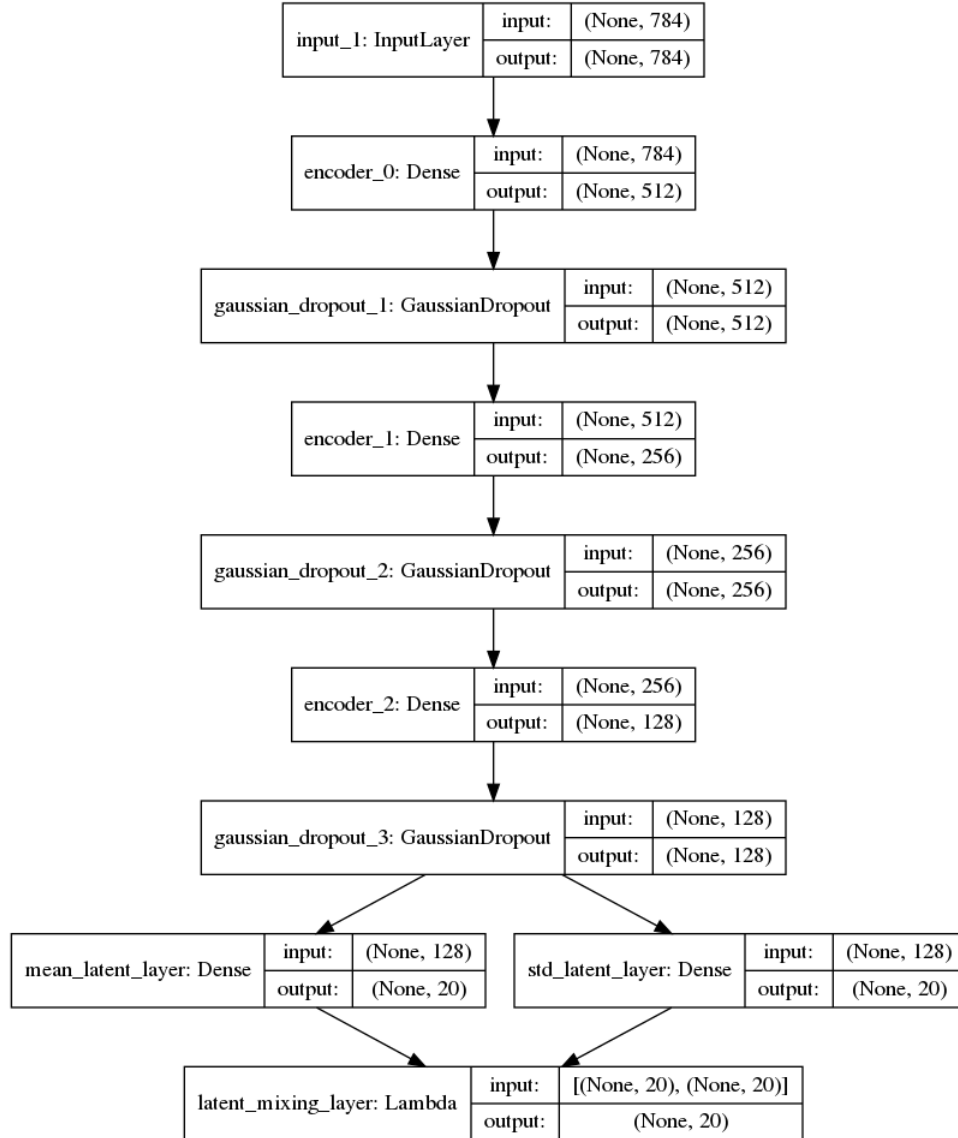 input_1: InputLayer
input: (None, 784)
output: (None, 784)
encoder_0: Dense
input: (None, 784)
output: (None, 512)
gaussian_dropout_1: GaussianDropout
input: (None, 512)
output: (None, 512)
encoder_1: Dense
input: (None, 512)
output: (None, 256)
gaussian_dropout_2: GaussianDropout
input: (None, 256)
output: (None, 256)
encoder_2: Dense
input: (None, 256)
output: (None, 128)
gaussian_dropout_3: GaussianDropout
input: (None, 128)
output: (None, 128)
mean_latent_layer: Dense
input: (None, 128)
output: (None, 20)
std_latent_layer: Dense
input: (None, 128)
output: (None, 20)
latent_mixing_layer: Lambda
input: [(None, 20), (None, 20)]
output: (None, 20)